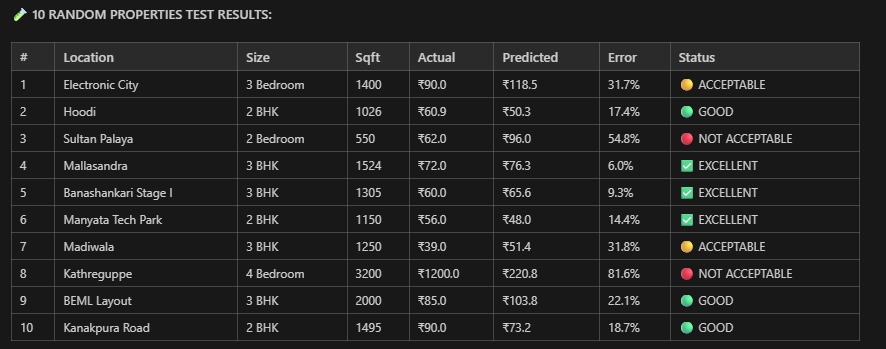 10 RANDOM PROPERTIES TEST RESULTS:
# Location Size Sqft Actual Predicted Error Status
1 Electronic City 3 Bedroom 1400 ₹90.0 ₹118.5 31.7% ACCEPTABLE
2 Hoodi 2 BHK 1026 ₹60.9 ₹50.3 17.4% GOOD
3 Sultan Palaya 2 Bedroom 550 ₹62.0 ₹96.0 54.8% NOT ACCEPTABLE
4 Mallasandra 3 BHK 1524 ₹72.0 ₹76.3 6.0% EXCELLENT
5 Banashankari Stage I 3 BHK 1305 ₹60.0 ₹65.6 9.3% EXCELLENT
6 Manyata Tech Park 2 BHK 1150 ₹56.0 ₹48.0 14.4% EXCELLENT
7 Madiwala 3 BHK 1250 ₹39.0 ₹51.4 31.8% ACCEPTABLE
8 Kathreguppe 4 Bedroom 3200 ₹1200.0 ₹220.8 81.6% NOT ACCEPTABLE
9 BEML Layout 3 BHK 2000 ₹85.0 ₹103.8 22.1% GOOD
10 Kanakpura Road 2 BHK 1495 ₹90.0 ₹73.2 18.7% GOOD